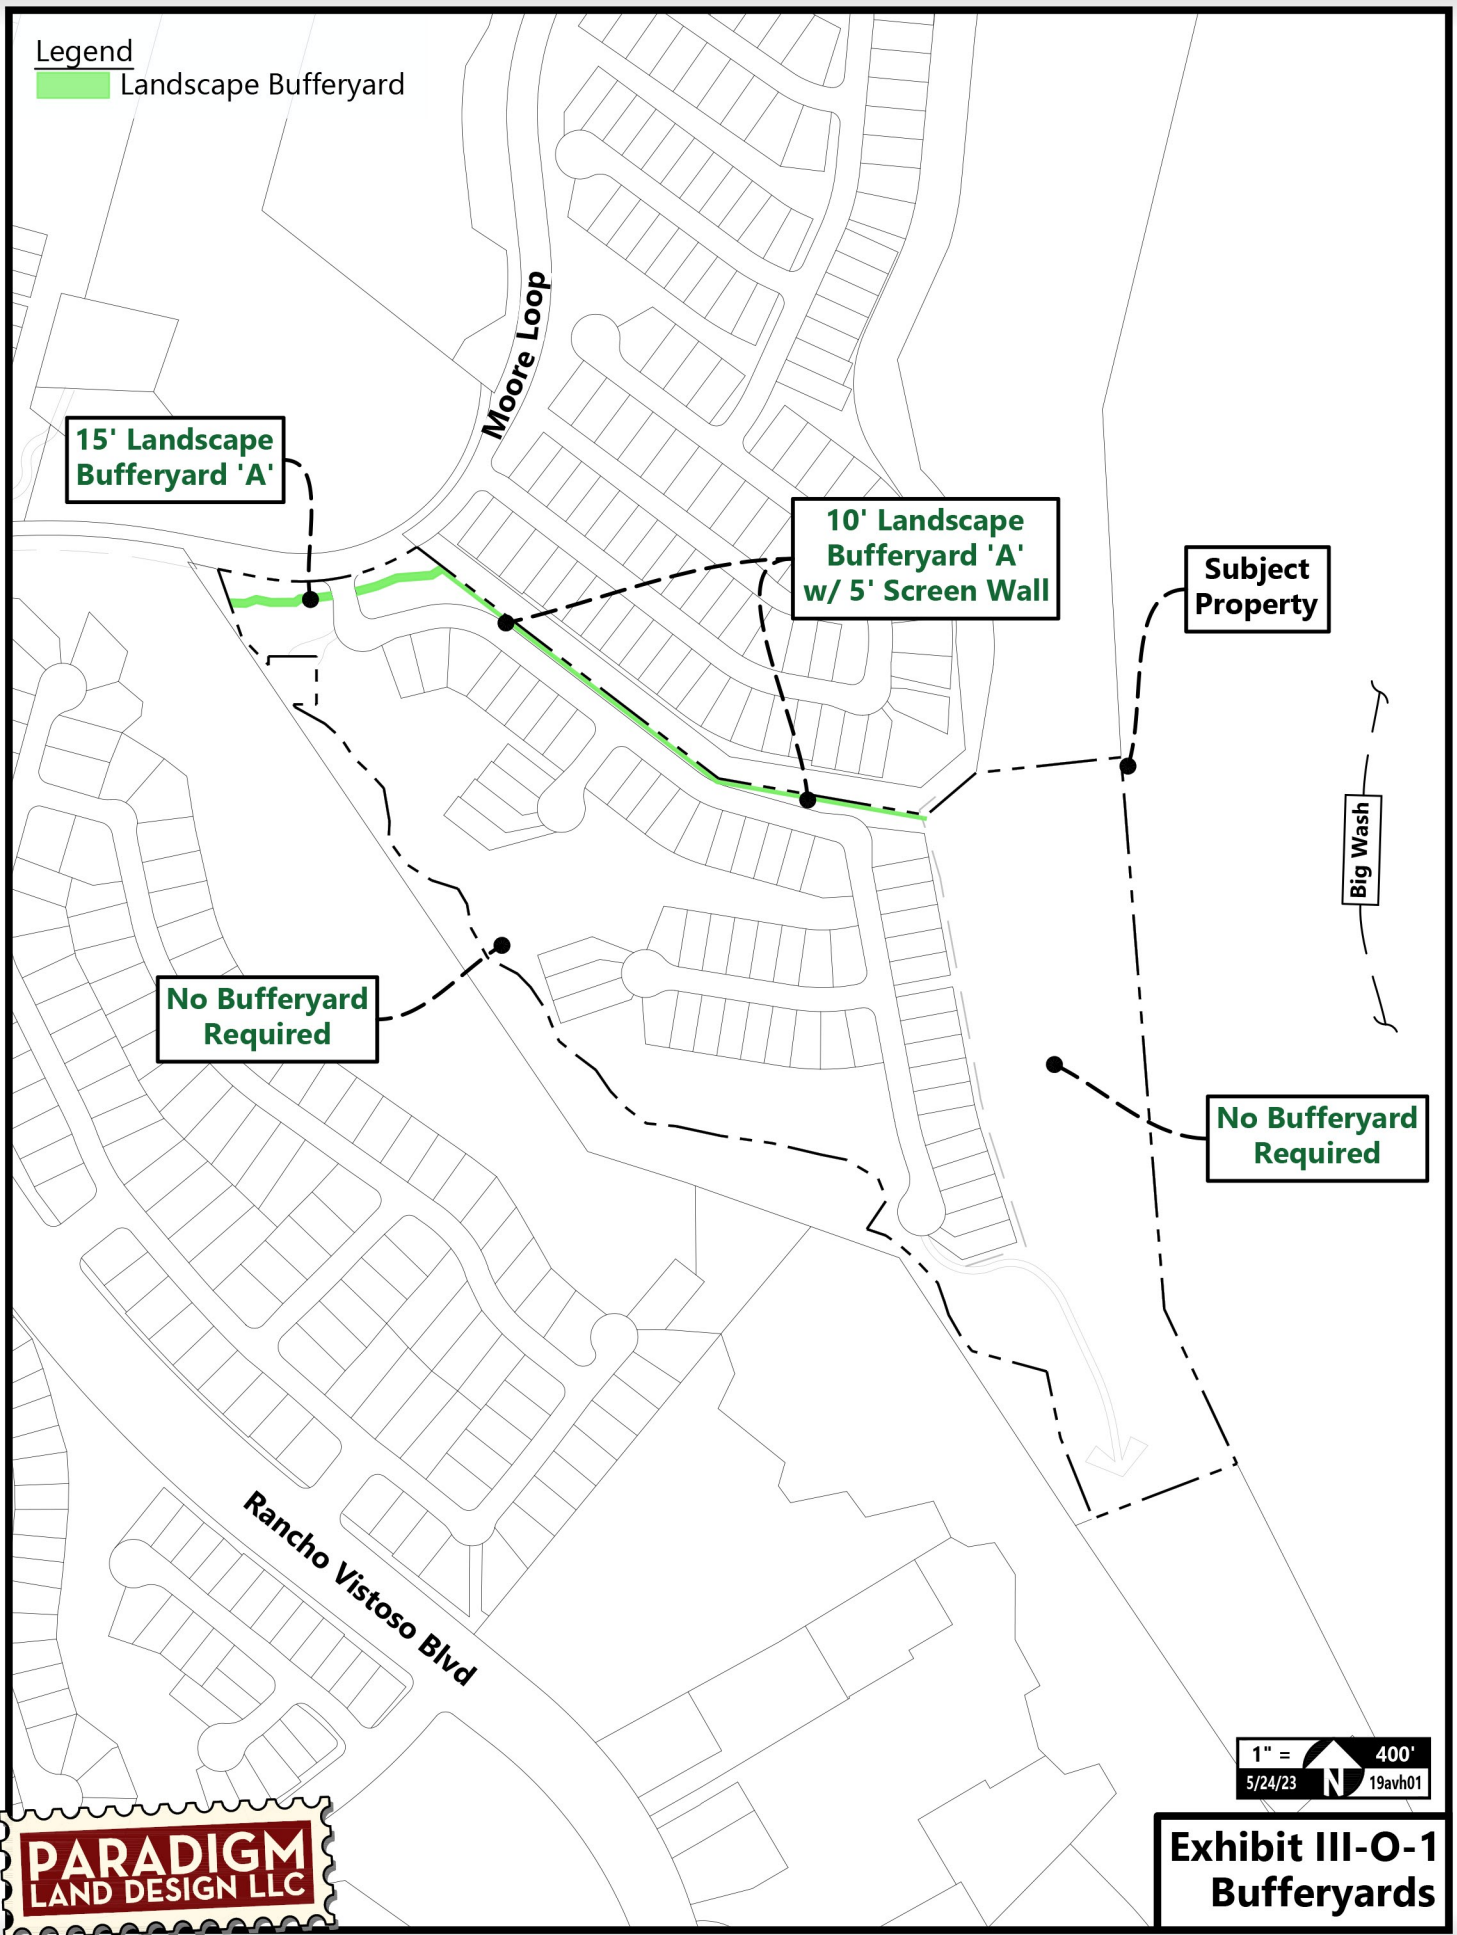 Legend
Landscape Bufferyard
Moore Loop
15' Landscape
Bufferyard 'A'
10' Landscape
Bufferyard 'A'
w/ 5' Screen Wall
Subject
Property
Big Wash
No Bufferyard
Required
No Bufferyard
Required
Rancho Vistoso Blvd
1" = 400'
5/24/23 N 19avh01
PARADIGM
LAND DESIGN LLC
Exhibit III-O-1
Bufferyards